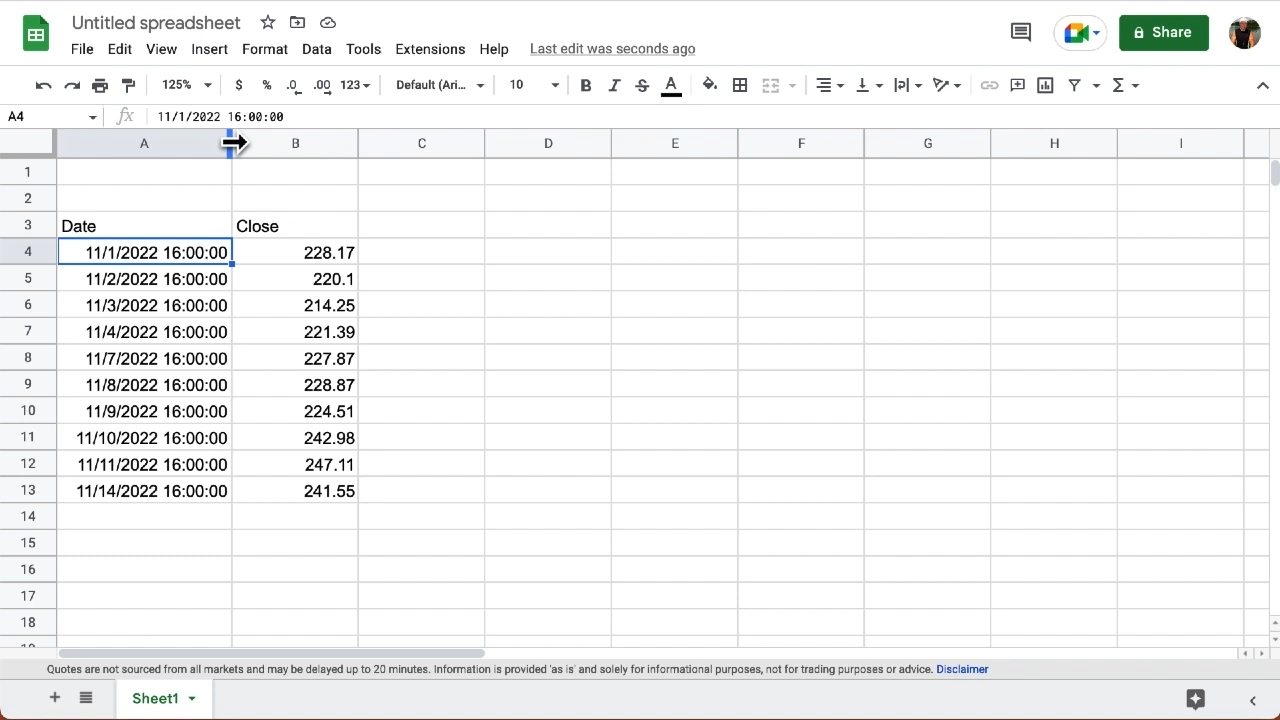 Untitled spreadsheet
File Edit View Insert Format Data Tools Extensions Help Last edit was seconds ago
Share
125% $ % .0 .00 123 Default (Ari... 10 B I S A
A4 fx 11/1/2022 16:00:00
A B C D E F G H I
1
2
3 Date Close
4 11/1/2022 16:00:00 228.17
5 11/2/2022 16:00:00 220.1
6 11/3/2022 16:00:00 214.25
7 11/4/2022 16:00:00 221.39
8 11/7/2022 16:00:00 227.87
9 11/8/2022 16:00:00 228.87
10 11/9/2022 16:00:00 224.51
11 11/10/2022 16:00:00 242.98
12 11/11/2022 16:00:00 247.11
13 11/14/2022 16:00:00 241.55
14
15
16
17
18
Quotes are not sourced from all markets and may be delayed up to 20 minutes. Information is provided 'as is' and solely for informational purposes, not for trading purposes or advice. Disclaimer
Sheet1